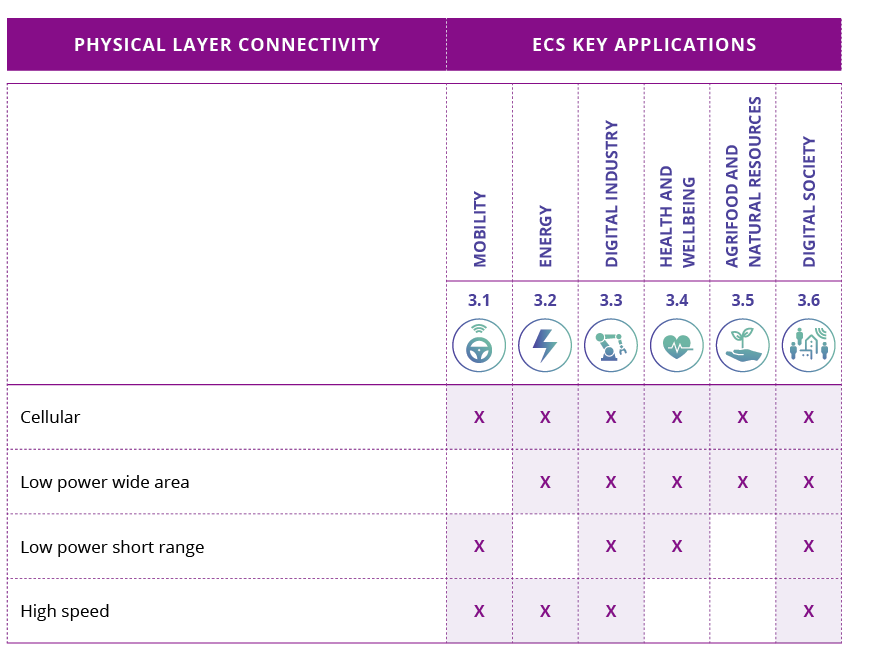 PHYSICAL LAYER CONNECTIVITY
ECS KEY APPLICATIONS
MOBILITY
ENERGY
DIGITAL INDUSTRY
HEALTH AND
WELLBEING
AGRIFOOD AND
NATURAL RESOURCES
DIGITAL SOCIETY
3.1 3.2 3.3 3.4 3.5 3.6
Cellular X X X X X X
Low power wide area X X X X X
Low power short range X X X X
High speed X X X X